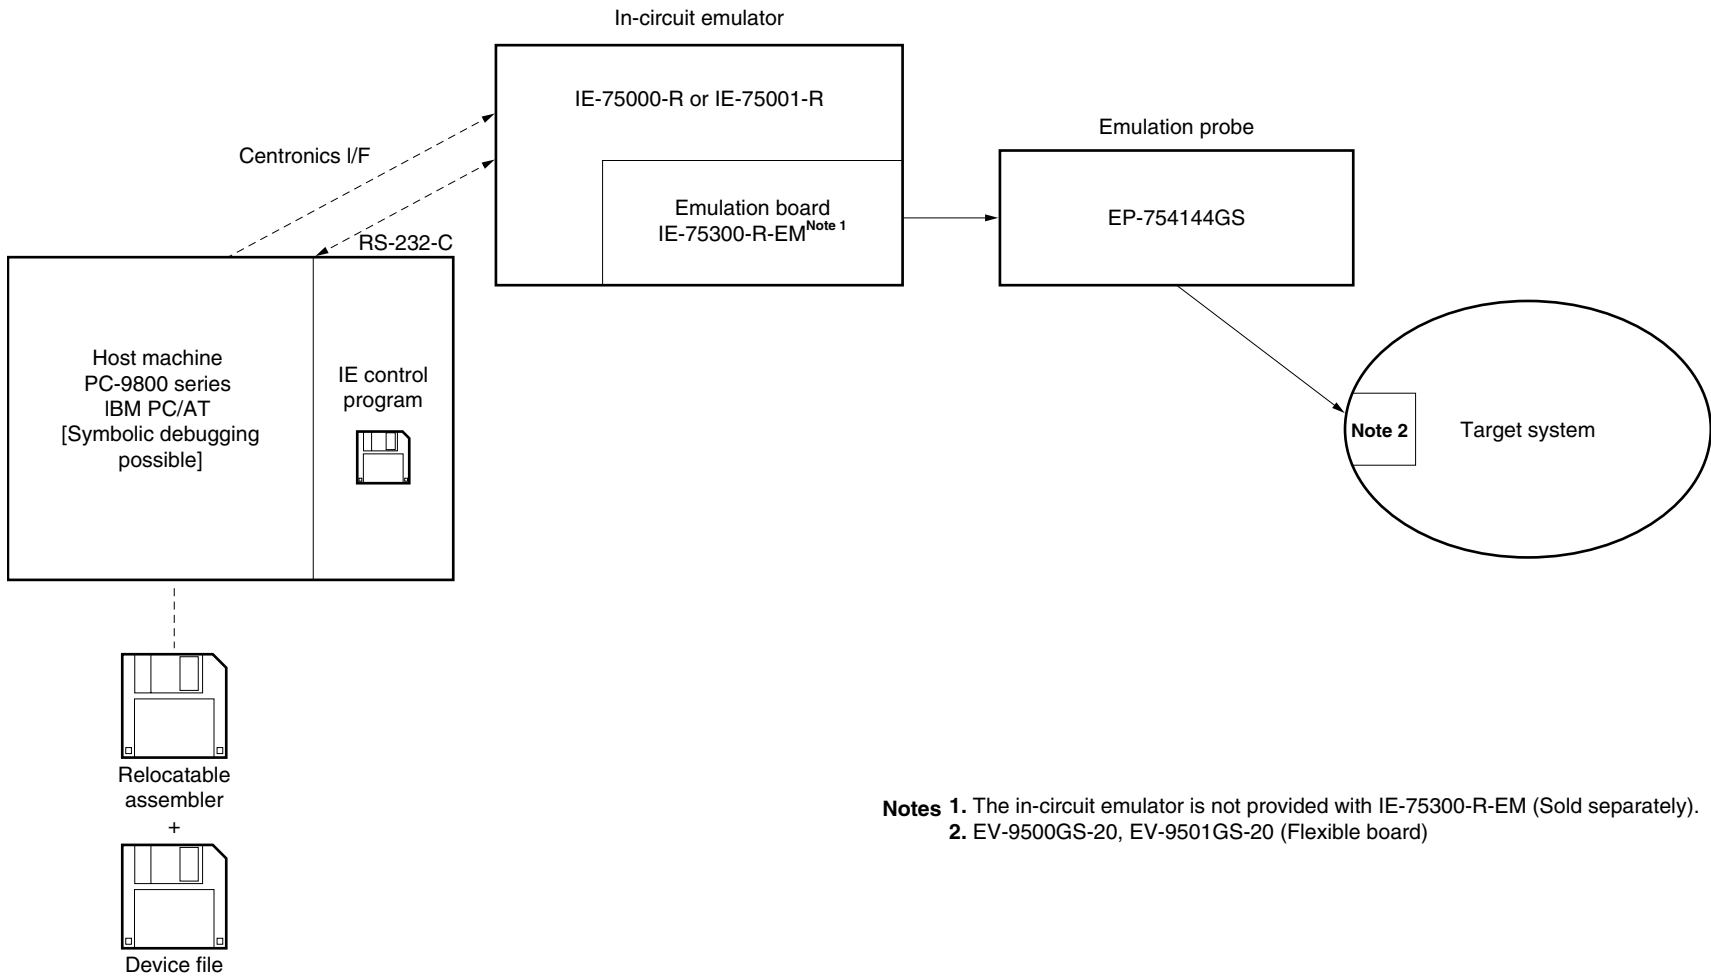 In-circuit emulator
IE-75000-R or IE-75001-R
Emulation probe
Centronics I/F
Emulation board
IE-75300-R-EM Note 1
EP-754144GS
RS-232-C
Host machine
PC-9800 series
IBM PC/AT
[Symbolic debugging
possible]
IE control
program
Note 2
Target system
Relocatable
assembler
+
Device file
Notes 1. The in-circuit emulator is not provided with IE-75300-R-EM (Sold separately).
2. EV-9500GS-20, EV-9501GS-20 (Flexible board)